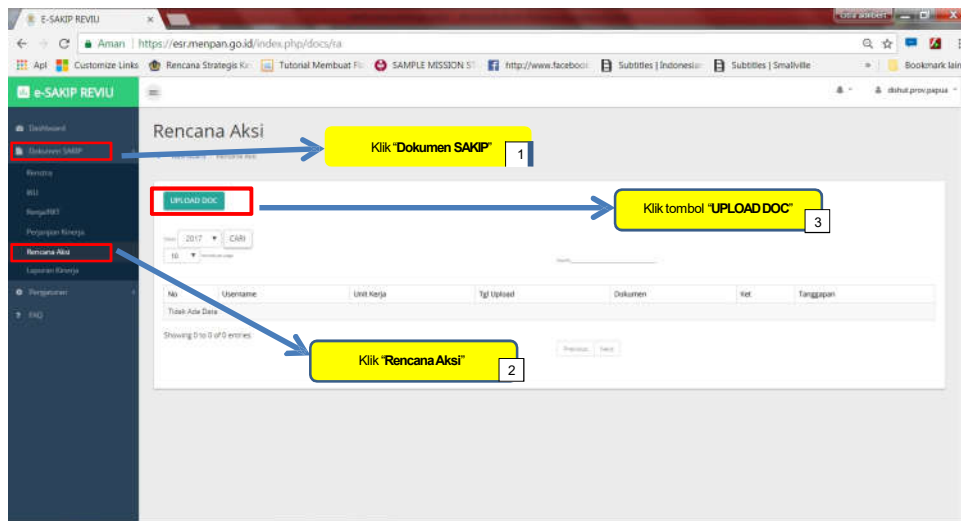 E-SAKIP REVIU
Aman https://esr.menpan.go.id/index.php/docs/ra
Apl Customize Links Rencana Strategis Ke Tutorial Membuat Fl SAMPLE MISSION ST http://www.faceboo Subtitles | Indonesian Subtitles | Smallville » Bookmark lain
e-SAKIP REVIU dishut.prov.papua
Dashboard
Dokumen SAKIP
Renstra
IKU
Renja/RKT
Perjanjian Kinerja
Rencana Aksi
Laporan Kinerja
Pengaturan
FAQ
Rencana Aksi
Klik “Dokumen SAKIP”
1
UPLOAD DOC
Klik tombol “UPLOAD DOC”
3
2017 CARI
10
No Username Unit Kerja Tgl Upload Dokumen Ket Tanggapan
Tidak Ada Data
Showing 0 to 0 of 0 entries
Previous Next
Klik “Rencana Aksi”
2